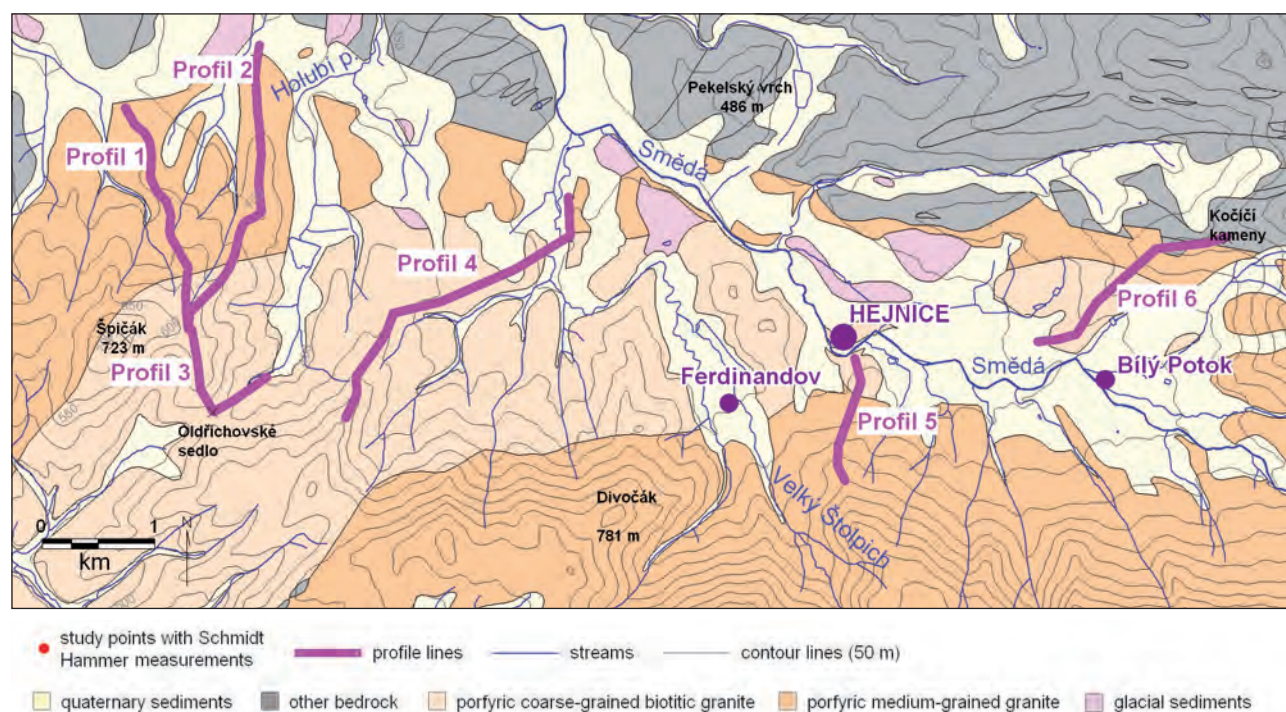 Profil 2
Holubí p.
Pekelský vrch
486 m
Profil 1
Smědá
Kočičí
kameny
Profil 4
Profil 6
HEJNICE
Špičák
723 m
Profil 3
Ferdinandov
Smědá
Bílý Potok
Profil 5
Oldřichovské
sedlo
Divočák
781 m
Velký Štolpich
0 1
km
N
study points with Schmidt
Hammer measurements
profile lines
streams
contour lines (50 m)
quaternary sediments
other bedrock
porfyric coarse-grained biotitic granite
porfyric medium-grained granite
glacial sediments